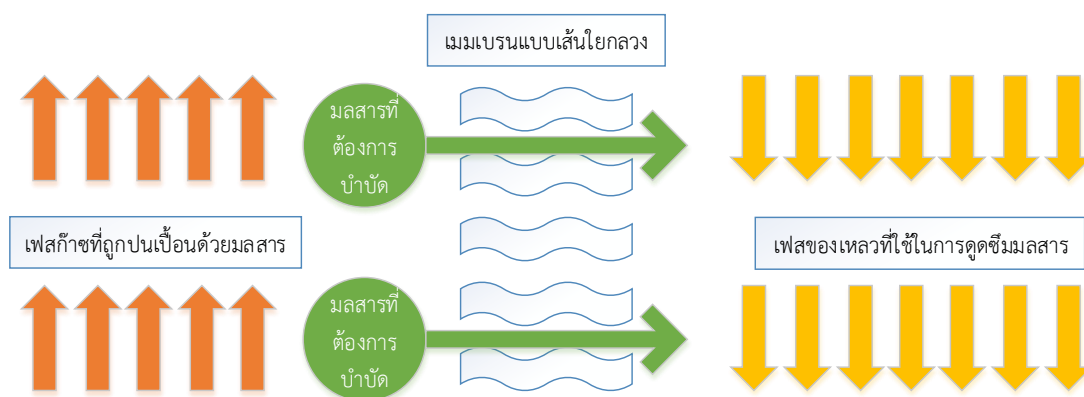 เมมเบรนแบบเส้นใยกลวง
มลสารที่
ต้องการ
บำบัด
เฟสก๊าซที่ถูกปนเปื้อนด้วยมลสาร
เฟสของเหลวที่ใช้ในการดูดซึมมลสาร
มลสารที่
ต้องการ
บำบัด